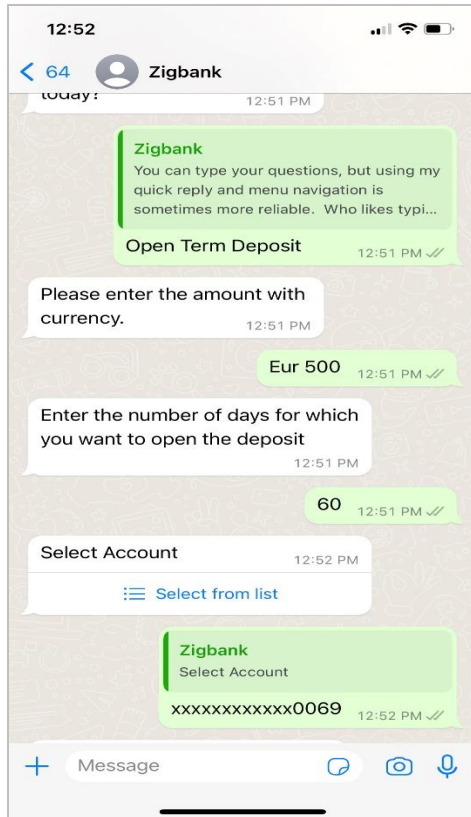 12:52
64
Zigbank
today?
12:51 PM
Zigbank
You can type your questions, but using my
quick reply and menu navigation is
sometimes more reliable.  Who likes typi...
Open Term Deposit
12:51 PM
Please enter the amount with
currency.
12:51 PM
Eur 500
12:51 PM
Enter the number of days for which
you want to open the deposit
12:51 PM
60
12:51 PM
Select Account
12:52 PM
Select from list
Zigbank
Select Account
xxxxxxxxxxxx0069
12:52 PM
Message